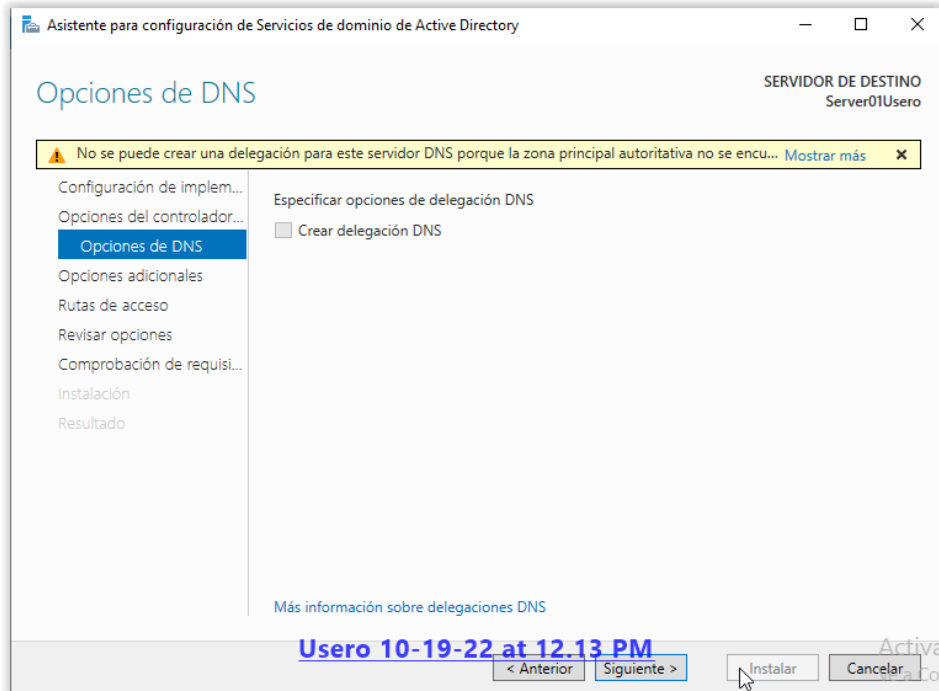 Asistente para configuración de Servicios de dominio de Active Directory
Opciones de DNS
SERVIDOR DE DESTINO
Server01Usero
No se puede crear una delegación para este servidor DNS porque la zona principal autoritativa no se encu... Mostrar más
Configuración de implem...
Opciones del controlador...
Opciones de DNS
Opciones adicionales
Rutas de acceso
Revisar opciones
Comprobación de requisi...
Instalación
Resultado
Especificar opciones de delegación DNS
Crear delegación DNS
Más información sobre delegaciones DNS
Usero 10-19-22 at 12.13 PM
Activa
< Anterior
Siguiente >
Instalar
Cancelar